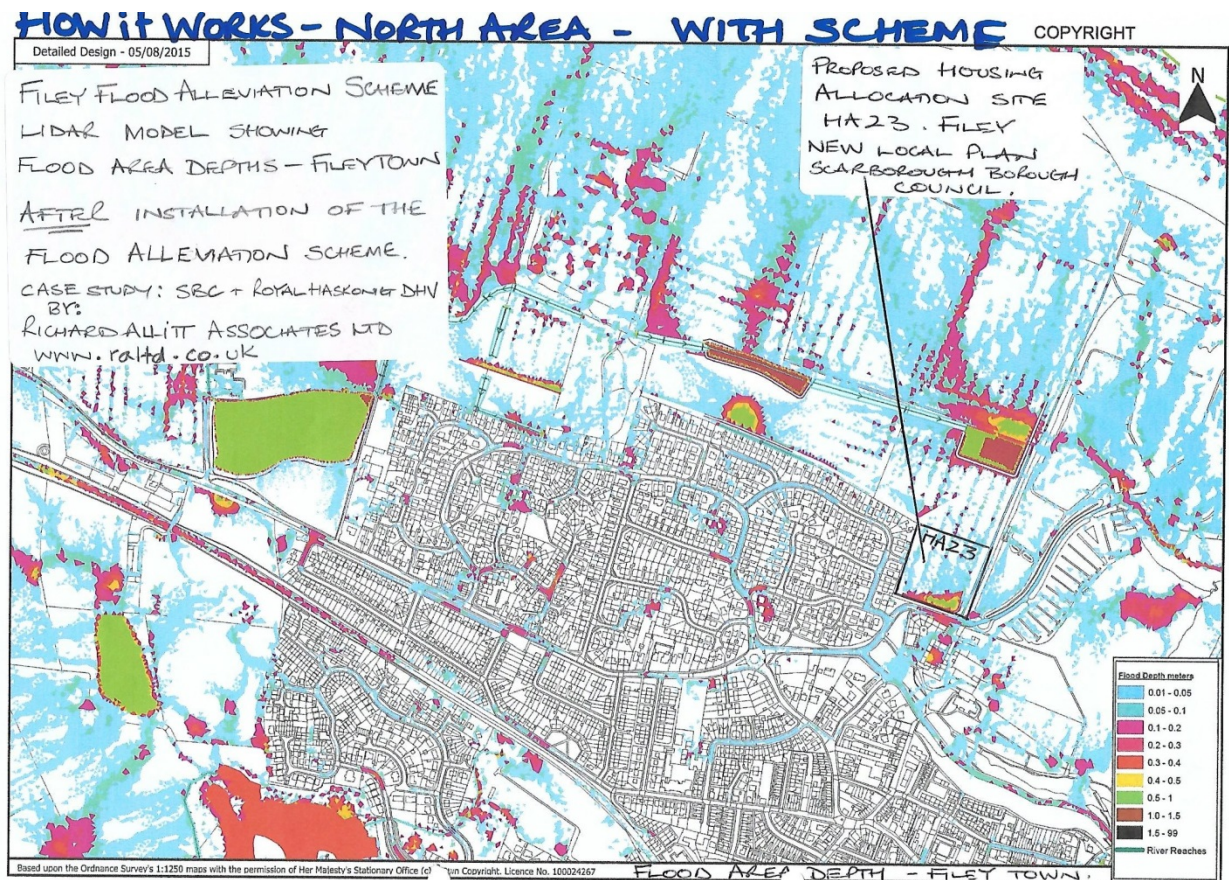 HOW iT WORKS - NORTH AREA - WITH SCHEME
COPYRIGHT
Detailed Design - 05/08/2015
FILEY FLOOD ALLEVIATION SCHEME
LIDAR MODEL SHOWING
FLOOD AREA DEPTHS - FILEYTOWN
AFTER INSTALLATION OF THE
FLOOD ALLEVIATION SCHEME.
CASE STUDY: SBC + ROYAL HASKONIG DHV
BY:
RICHARD ALLITT ASSOCIATES LTD
www.raltd.co.uk
PROPOSED HOUSING
ALLOCATION SITE
HA23. FILEY
NEW LOCAL PLAN
SCARBOROUGH BOROUGH
COUNCIL.
N
HA23
Flood Depth meters
0.01 - 0.05
0.05 - 0.1
0.1 - 0.2
0.2 - 0.3
0.3 - 0.4
0.4 - 0.5
0.5 - 1
1.0 - 1.5
1.5 - 99
River Reaches
Based upon the Ordnance Survey's 1:1250 maps with the permission of Her Majesty's Stationary Office (c) Copyright. Licence No. 100024267
FLOOD AREA DEPTH - FILEY TOWN.